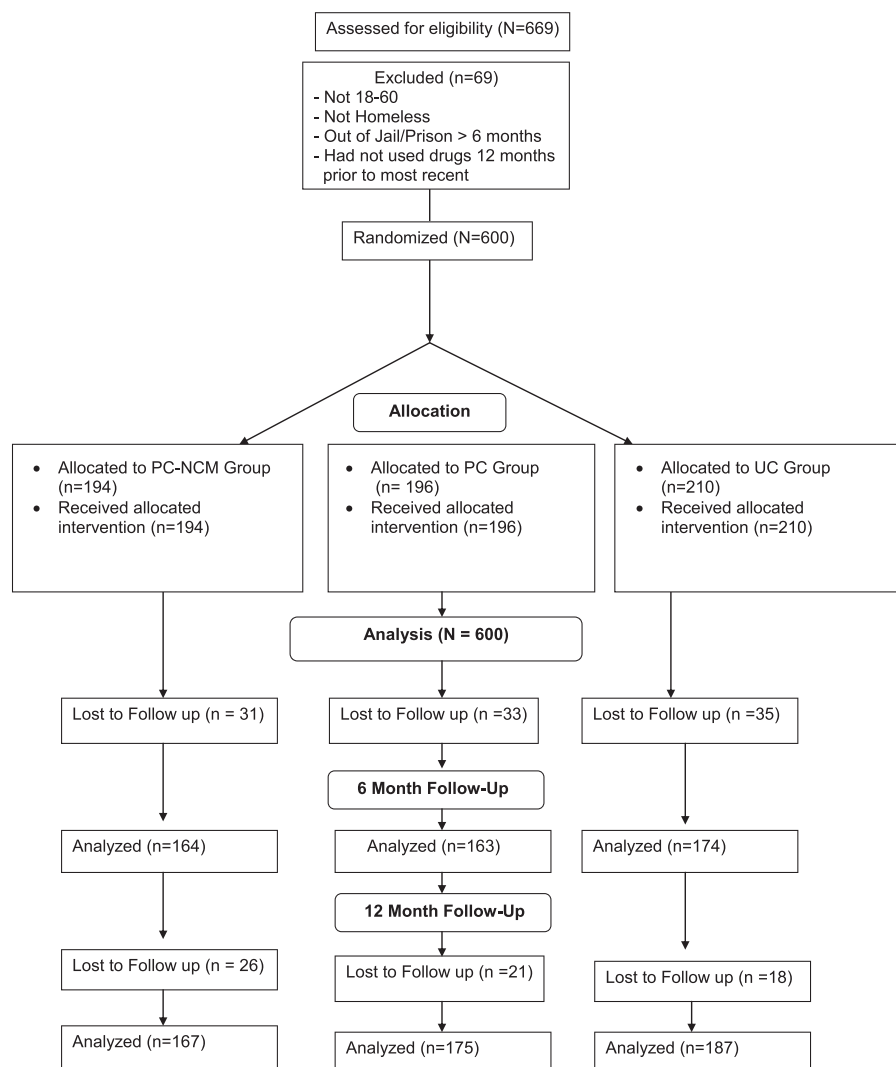 Assessed for eligibility (N=669)
Excluded (n=69)
- Not 18-60
- Not Homeless
- Out of Jail/Prison > 6 months
- Had not used drugs 12 months
prior to most recent
Randomized (N=600)
Allocation
• Allocated to PC-NCM Group
(n=194)
• Received allocated
intervention (n=194)
• Allocated to PC Group
(n= 196)
• Received allocated
intervention (n=196)
• Allocated to UC Group
(n=210)
• Received allocated
intervention (n=210)
Analysis (N = 600)
Lost to Follow up (n = 31)
Lost to Follow up (n =33)
Lost to Follow up (n =35)
6 Month Follow-Up
Analyzed (n=164)
Analyzed (n=163)
Analyzed (n=174)
12 Month Follow-Up
Lost to Follow up (n = 26)
Lost to Follow up (n =21)
Lost to Follow up (n =18)
Analyzed (n=167)
Analyzed (n=175)
Analyzed (n=187)